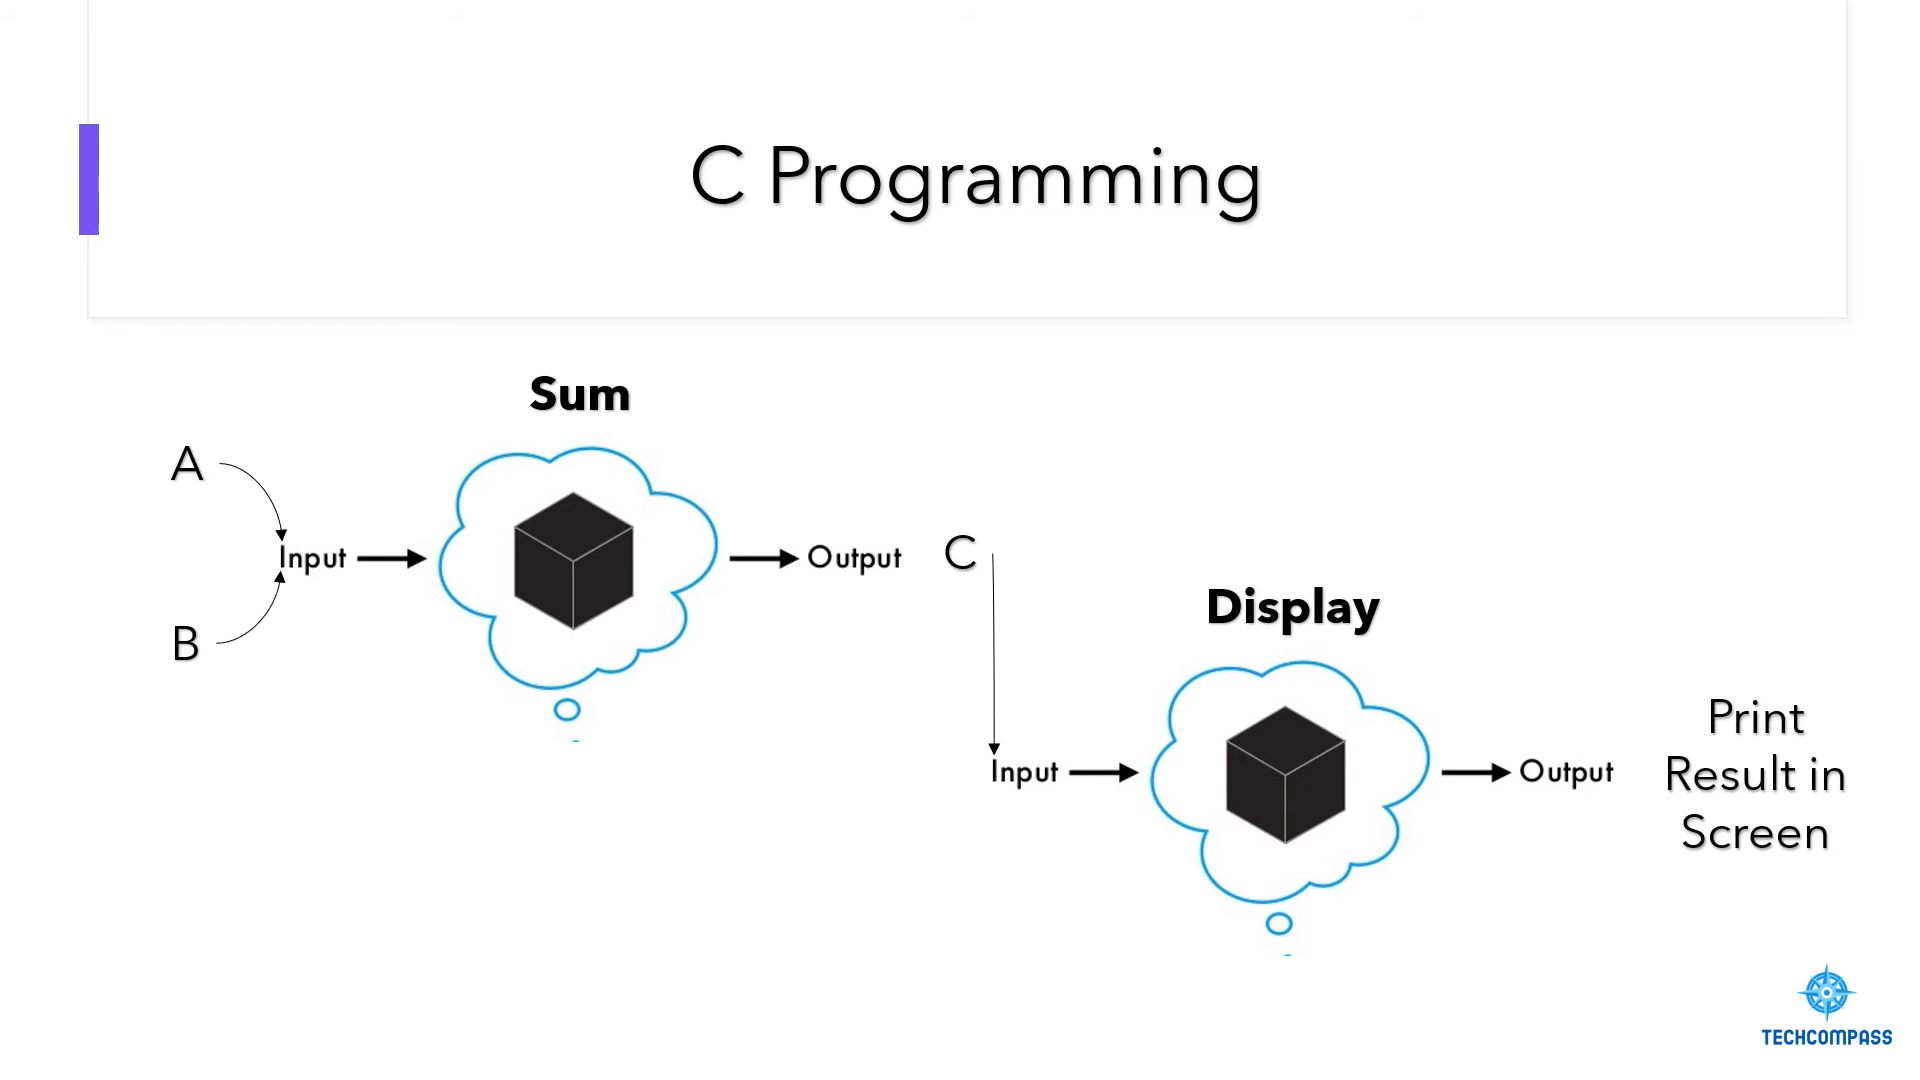 C Programming
Sum
A
Input
Output
C
B
Display
Input
Output
Print
Result in
Screen
TECHCOMPASS